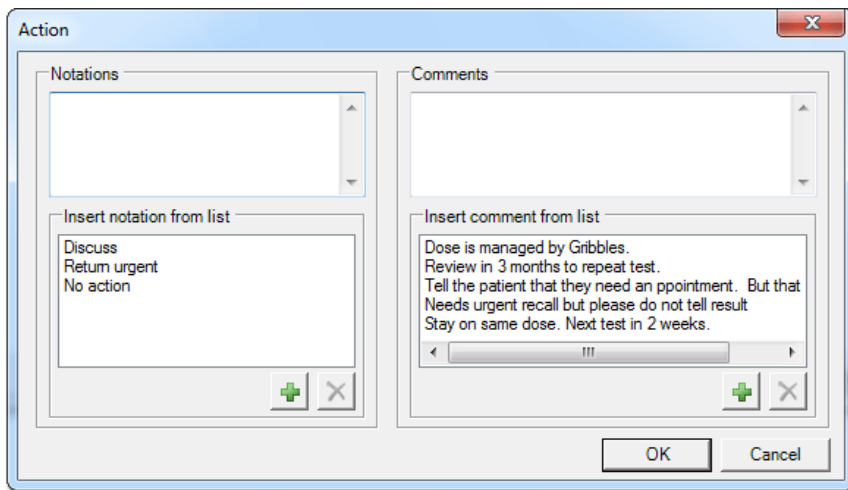 Action
Notations
Comments
Insert notation from list
Discuss
Return urgent
No action
Insert comment from list
Dose is managed by Gribbles.
Review in 3 months to repeat test.
Tell the patient that they need an ppointment.  But that
Needs urgent recall but please do not tell result
Stay on same dose. Next test in 2 weeks.
OK
Cancel